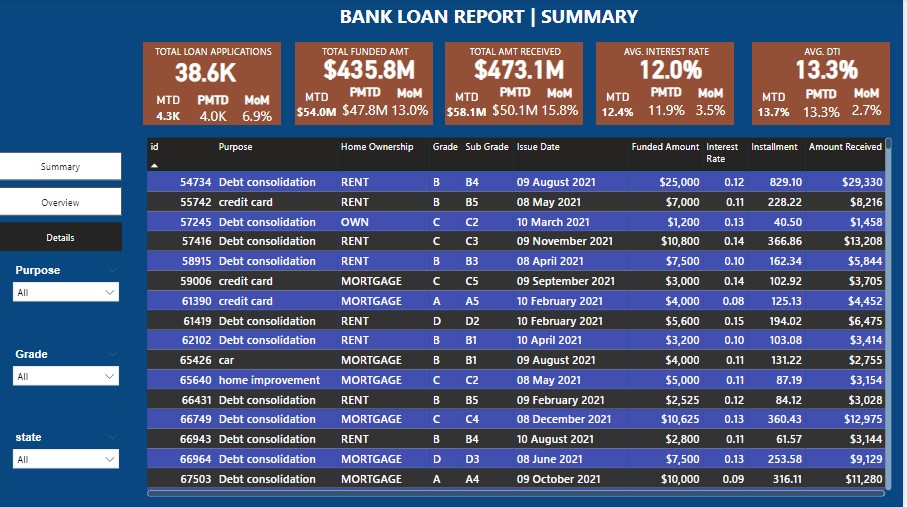 BANK LOAN REPORT | SUMMARY
TOTAL LOAN APPLICATIONS
38.6K
MTD PMTD MoM
4.3K 4.0K 6.9%
TOTAL FUNDED AMT
$435.8M
MTD PMTD MoM
$54.0M $47.8M 13.0%
TOTAL AMT RECEIVED
$473.1M
MTD PMTD MoM
$58.1M $50.1M 15.8%
AVG. INTEREST RATE
12.0%
MTD PMTD MoM
12.4% 11.9% 3.5%
AVG. DTI
13.3%
MTD PMTD MoM
13.7% 13.3% 2.7%
Summary
Overview
Details
Purpose
All
Grade
All
state
All
id Purpose Home Ownership Grade Sub Grade Issue Date Funded Amount Interest Rate Installment Amount Received
54734 Debt consolidation RENT B B4 09 August 2021 $25,000 0.12 829.10 $29,330
55742 credit card RENT B B5 08 May 2021 $7,000 0.11 228.22 $8,216
57245 Debt consolidation OWN C C2 10 March 2021 $1,200 0.13 40.50 $1,458
57416 Debt consolidation RENT C C3 09 November 2021 $10,800 0.14 366.86 $13,208
58915 Debt consolidation RENT B B3 08 April 2021 $7,500 0.10 162.34 $5,844
59006 credit card MORTGAGE C C5 09 September 2021 $3,000 0.14 102.92 $3,705
61390 credit card MORTGAGE A A5 10 February 2021 $4,000 0.08 125.13 $4,452
61419 Debt consolidation RENT D D2 10 February 2021 $5,600 0.15 194.02 $6,475
62102 Debt consolidation RENT B B1 10 April 2021 $3,200 0.10 103.08 $3,414
65426 car MORTGAGE B B1 09 August 2021 $4,000 0.11 131.22 $2,755
65640 home improvement MORTGAGE C C2 08 May 2021 $5,000 0.11 87.19 $3,154
66431 Debt consolidation RENT B B5 09 February 2021 $2,525 0.12 84.12 $3,028
66749 Debt consolidation MORTGAGE C C4 08 December 2021 $10,625 0.13 360.43 $12,975
66943 Debt consolidation RENT B B4 10 August 2021 $2,800 0.11 61.57 $3,144
66964 Debt consolidation MORTGAGE D D3 08 June 2021 $7,500 0.13 253.58 $9,129
67503 Debt consolidation MORTGAGE A A4 09 October 2021 $10,000 0.09 316.11 $11,280